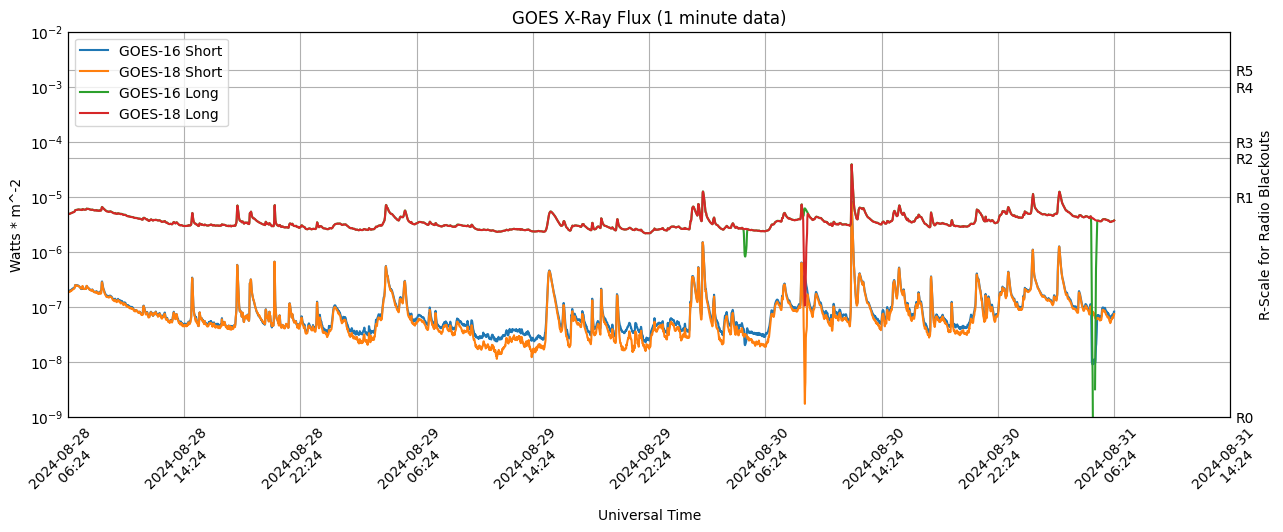 GOES X-Ray Flux (1 minute data)
GOES-16 Short
GOES-18 Short
GOES-16 Long
GOES-18 Long
10⁻²
10⁻³
10⁻⁴
10⁻⁵
10⁻⁶
10⁻⁷
10⁻⁸
10⁻⁹
Watts * m^-2
R5
R4
R3
R2
R1
R0
R-Scale for Radio Blackouts
2024-08-28
06:24
2024-08-28
14:24
2024-08-28
22:24
2024-08-29
06:24
2024-08-29
14:24
2024-08-29
22:24
2024-08-30
06:24
2024-08-30
14:24
2024-08-30
22:24
2024-08-31
06:24
2024-08-31
14:24
Universal Time